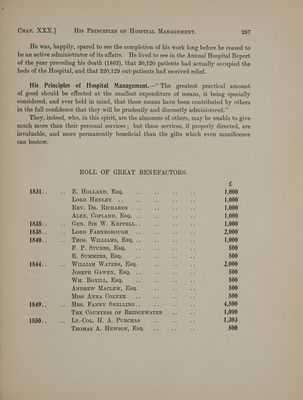 CHAP. XXX.] HIS PRINCIPLES OF HOSPITAL MANAGEMENT. 287
He was, happily, spared to see the completion of his work long before he ceased to
be an active administrator of its affairs. He lived to see in the Annual Hospital Report
of the year preceding his death (1863), that 30,120 patients had actually occupied the
beds of the Hospital, and that 320,129 out-patients had received relief.
His Principles of Hospital Management.—"The greatest practical amount
of good should be effected at the smallest expenditure of means, it being specially
considered, and ever held in mind, that these means have been contributed by others
in the full confidence that they will be prudently and discreetly administered."
They, indeed, who, in this spirit, are the almoners of others, may be unable to give
much more than their personal services; but these services, if properly directed, are
invaluable, and more permanently beneficial than the gifts which even munificence
can bestow.
ROLL OF GREAT BENEFACTORS.
£
1831.. .. E. HOLLAND, ESQ. .. .. .. .. 1,000
LORD HENLEY .. .. .. .. .. 1,000
REV. DR. RICHARDS .. .. .. .. 1,000
ALEX. COPLAND, ESQ. .. .. .. .. 1,000
1835.. .. GEN. SIR W. KEPPELL.. .. .. .. 1,000
1838.. .. LORD FARNBOROUGH .. .. .. .. 2,000
1840.. .. THOS. WILLIAMS, ESQ. .. .. .. .. 1,000
F. P. STUBBS, ESQ. .. .. .. .. 500
E. SUMMERS, ESQ. .. .. .. .. 500
1844.. .. WILLIAM WATERS, ESQ. .. .. .. .. 2,000
JOSEPH GAWEN, ESQ. .. .. .. .. 500
WM. BOXILL, ESQ. .. .. .. .. 500
ANDREW MACLEW, ESQ. .. .. .. 500
MISS ANNA COLVER .. .. .. .. 500
1849.. .. MRS. FANNY SNELLING.. .. .. .. 4,500
THE COUNTESS OF BRIDGEWATER .. .. 1,000
1850.. .. LT.-COL. H. A. PURCHAS .. .. .. 1,303
THOMAS A. HEWSON, ESQ. .. .. .. 500